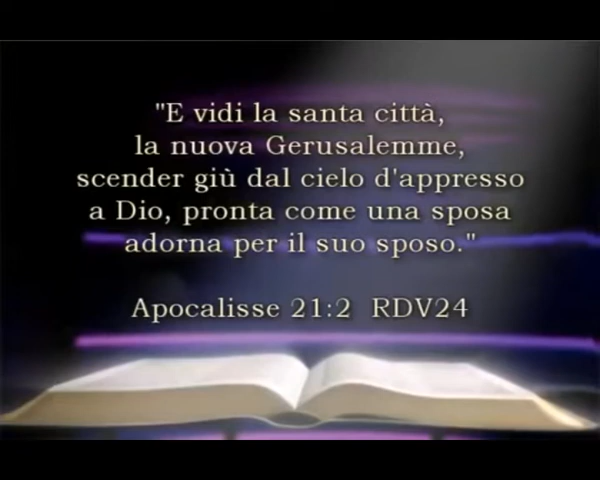 "E vidi la santa città,
la nuova Gerusalemme,
scender giù dal cielo d'appresso
a Dio, pronta come una sposa
adorna per il suo sposo."
Apocalisse 21:2 RDV24